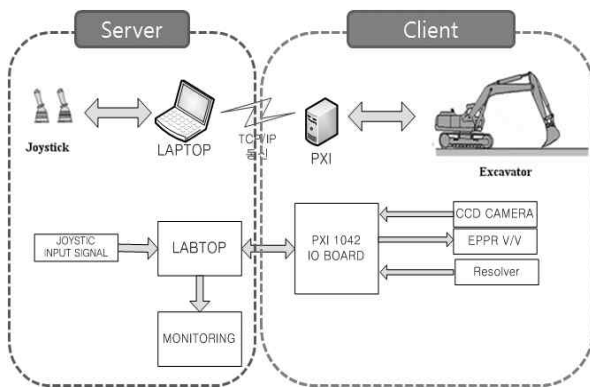 Server
Client
Joystick
LAPTOP
TCP/IP
통신
PXI
Excavator
JOYSTIC
INPUT SIGNAL
LABTOP
PXI 1042
IO BOARD
CCD CAMERA
EPPR V/V
Resolver
MONITORING